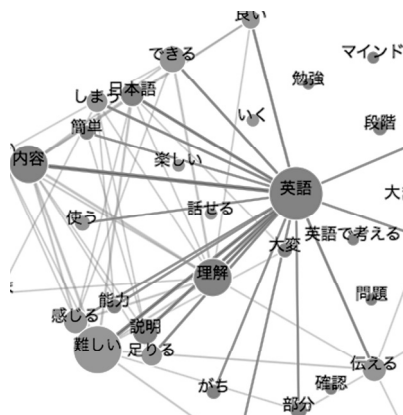 良い
マインド
できる
勉強
日本語
しまう
いく
段階
簡単
内容
楽しい
英語
使う
話せる
英語で考える
大変
理解
問題
能力
感じる
説明
難しい
足りる
伝える
がち
確認
部分